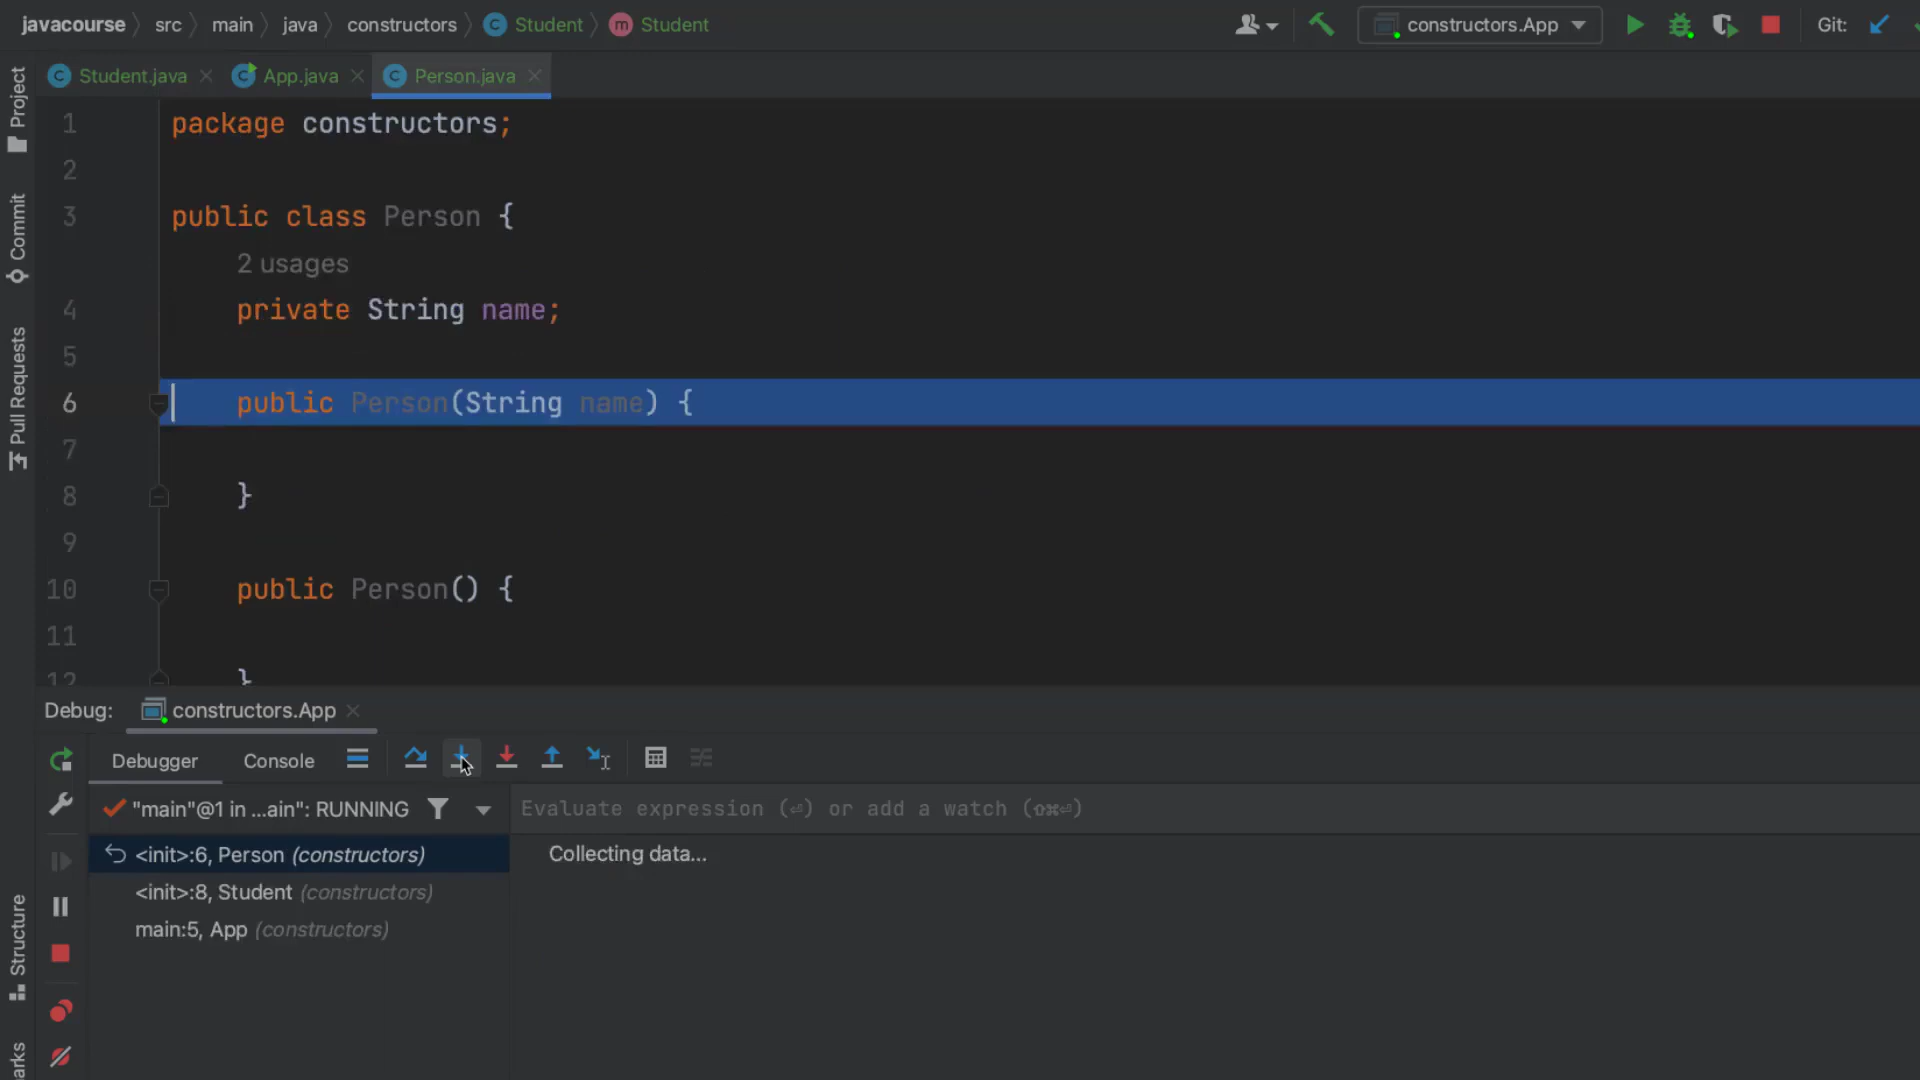 javacourse src main java constructors Student Student constructors.App Git:
Student.java App.java Person.java
Project
Commit
Pull Requests
Structure
1 package constructors;
2
3 public class Person {
2 usages
4 private String name;
5
6 public Person(String name) {
7
8 }
9
10 public Person() {
11
12 }
Debug: constructors.App
Debugger Console
"main"@1 in ...ain": RUNNING
Evaluate expression (⏎) or add a watch (⇧⌘⏎)
<init>:6, Person (constructors)
Collecting data...
<init>:8, Student (constructors)
main:5, App (constructors)